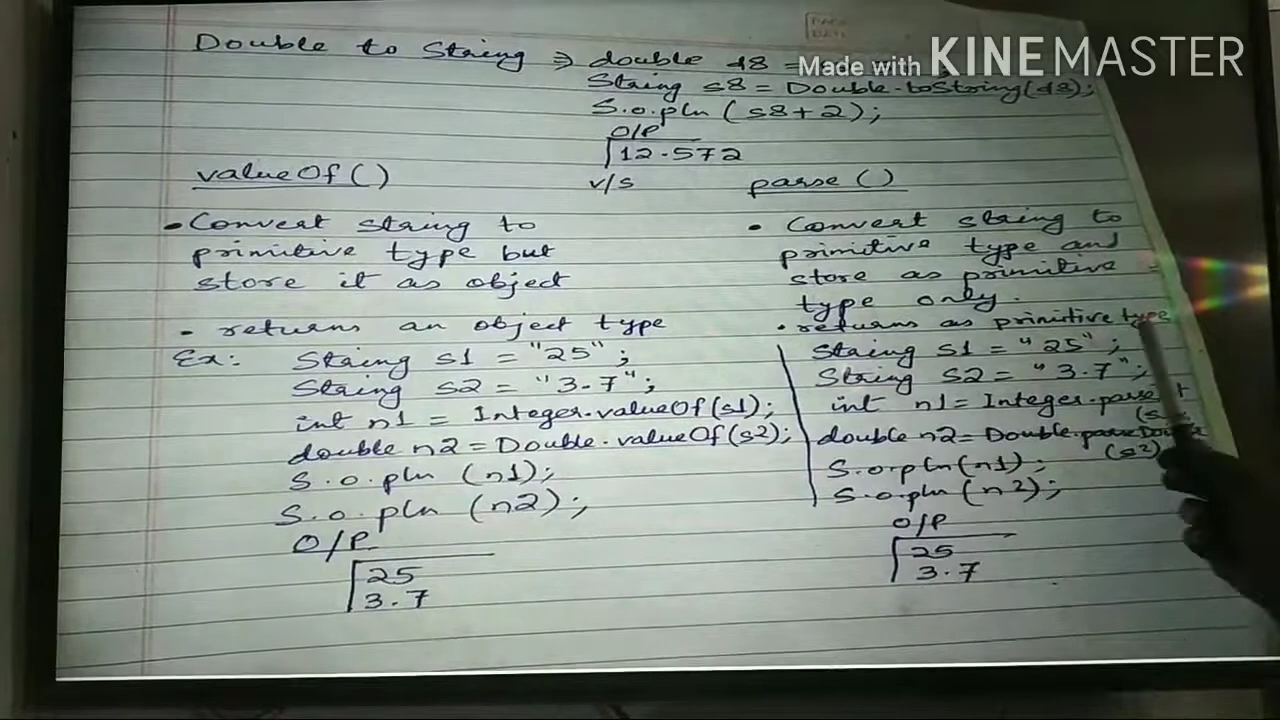 Double to String ⇒ double d8 =
Made with KINEMASTER
String s8 = Double.toString(d8);
S.o.pln (s8+2);
O/P
12.572
valueOf() v/s parse()
• Convert string to
primitive type but
store it as object
• returns an object type
Ex: String s1 = "25";
String s2 = "3.7";
int n1 = Integer.valueOf(s1);
double n2 = Double.valueOf(s2);
S.o.pln (n1);
S.o.pln (n2);
O/P
25
3.7
• Convert string to
primitive type and
store as primitive
type only.
• returns as primitive type
String s1 = "25";
String s2 = "3.7";
int n1 = Integer.parse
double n2 = Double.parseDouble
(s2)
S.o.pln(n1);
S.o.pln(n2);
O/P
25
3.7